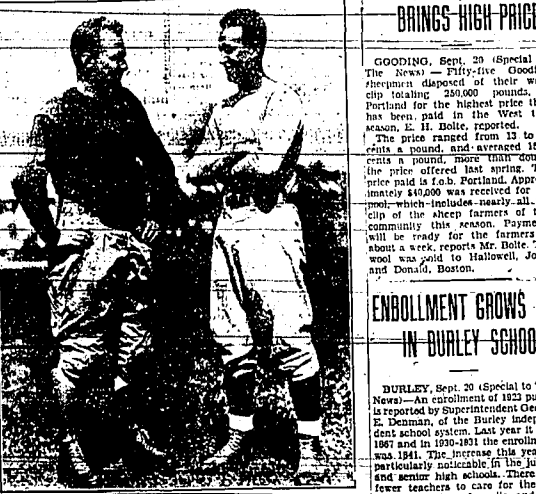 BRINGS HIGH PRICE
GOODING, Sept. 20 (Special
The News) — Fifty-five Goodi
sheepmen disposed of their wo
clip totaling 250,000 pounds,
Portland for the highest price th
has been paid in the West t
season, E. H. Bolte, reported.
The price ranged from 13 to
cents a pound, and averaged 15
cents a pound, more than dou
the price offered last spring. T
price paid is f.o.b. Portland. Appr
imately $40,000 was received for
pool, which includes nearly all
clip of the sheep farmers of t
community this season. Payme
will be ready for the farmers
about a week, reports Mr. Bolte. T
wool was sold to Hallowell, Jo
and Donald, Boston.
ENROLLMENT GROWS
IN BURLEY SCHOO
BURLEY, Sept. 20 (Special to
News)—An enrollment of 1923 pu
is reported by Superintendent Geo
E. Denman, of the Burley indep
dent school system. Last year it
1867 and in 1930-1931 the enrollm
was 1841. The increase this yea
particularly noticeable in the ju
and senior high schools. There
fewer teachers to care for the